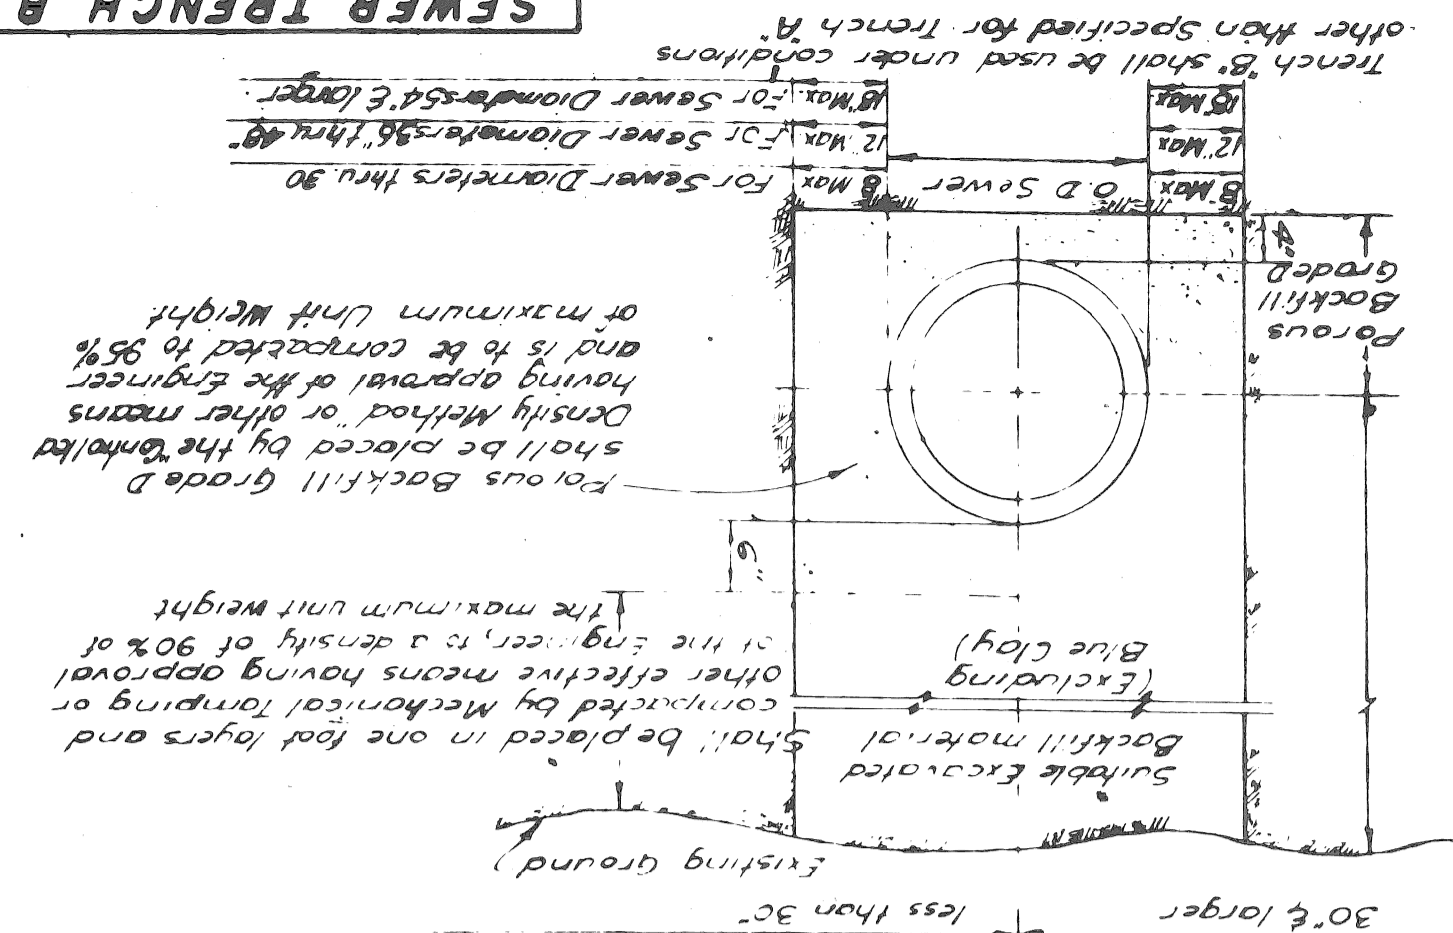 30" & larger
less than 30"
Existing Ground
Suitable Excavated
Backfill material
(Excluding
Blue Clay)
Shall be placed in one foot layers and
compacted by Mechanical Tamping or
other effective means having approval
of the Engineer, to a density of 90% of
the maximum unit weight
6"
Porous Backfill Grade D
shall be placed by the "Controlled
Density Method" or other means
having approval of the Engineer
and is to be compacted to 95%
of maximum Unit Weight
Porous
Backfill
Grade D
4"
8" Max
O.D Sewer
8 Max
For Sewer Diameters thru 30
12" Max
12" Max
For Sewer Diameters 36" thru 48"
18" Max
18" Max.
For Sewer Diameters 54" & larger
Trench "B" shall be used under conditions
other than Specified for Trench "A"
SEWER TRENCH B